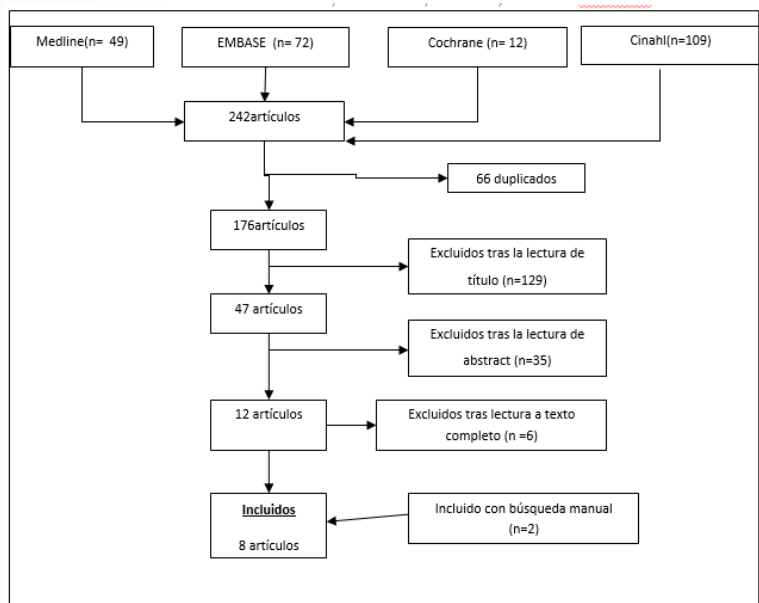 Medline(n= 49)
EMBASE (n= 72)
Cochrane (n= 12)
Cinahl(n=109)
242artículos
66 duplicados
176artículos
Excluidos tras la lectura de
título (n=129)
47 artículos
Excluidos tras la lectura de
abstract (n=35)
12 artículos
Excluidos tras lectura a texto
completo (n =6)
Incluidos
8 artículos
Incluido con búsqueda manual
(n=2)